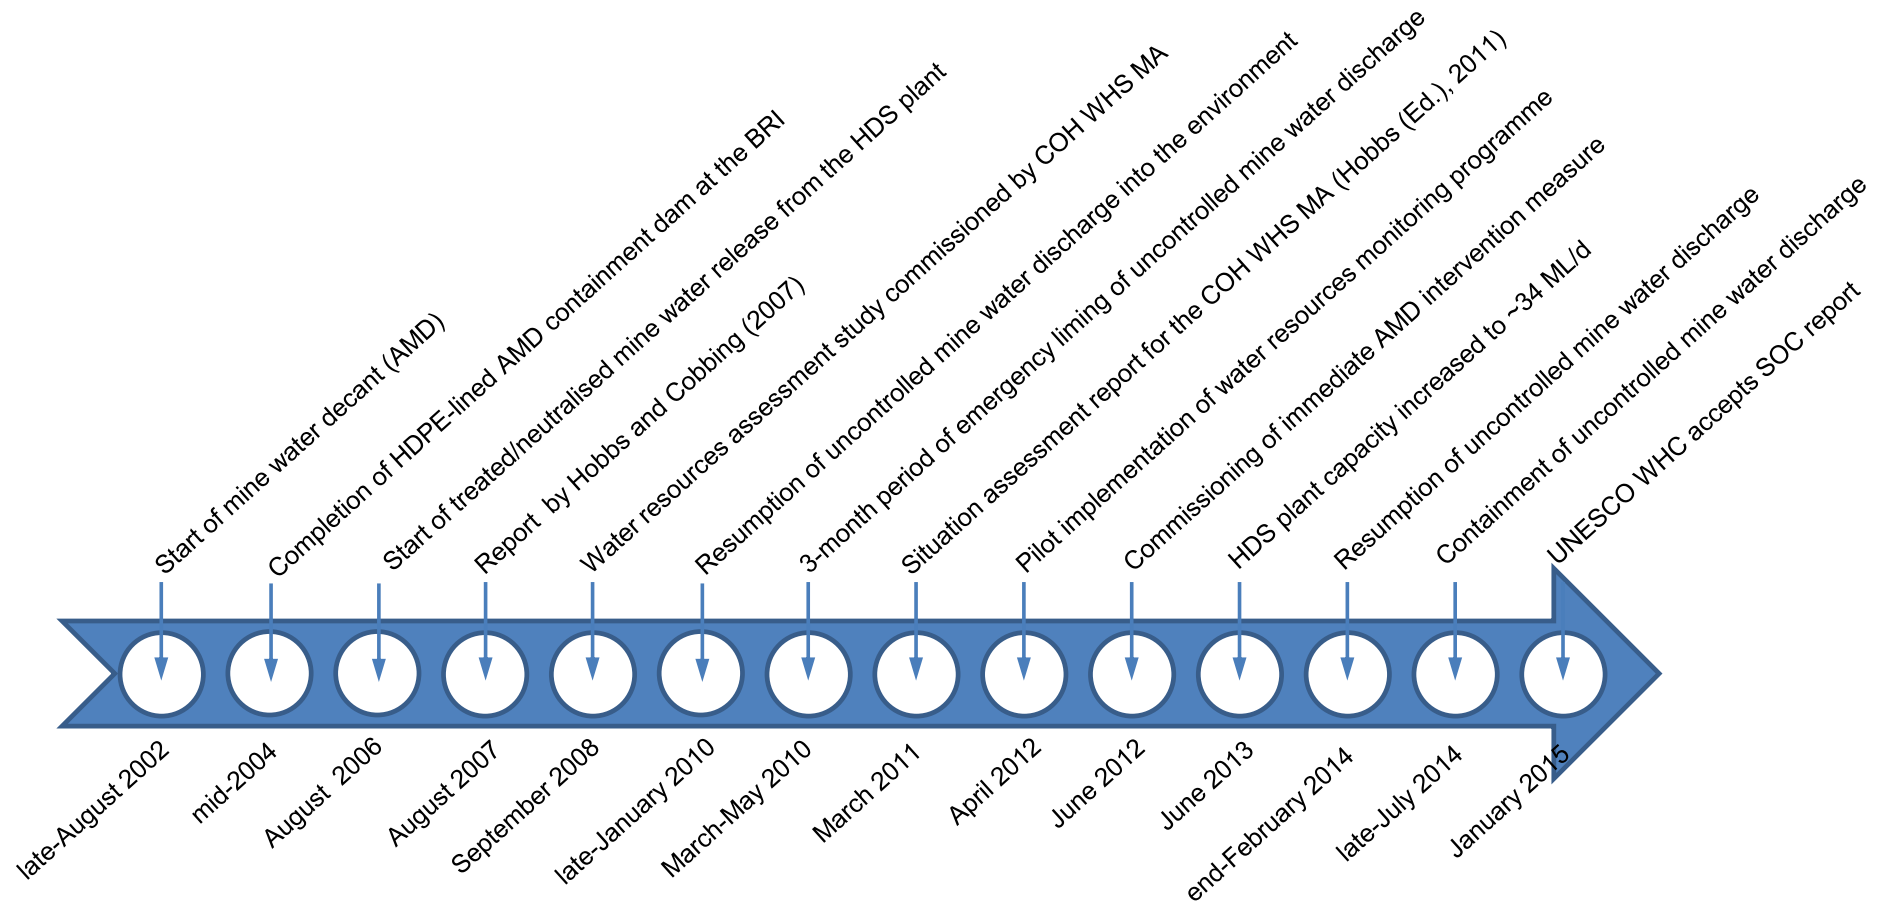 Start of mine water decant (AMD)
Completion of HDPE-lined AMD containment dam at the BRI
Start of treated/neutralised mine water release from the HDS plant
Report by Hobbs and Cobbing (2007)
Water resources assessment study commissioned by COH WHS MA
Resumption of uncontrolled mine water discharge into the environment
3-month period of emergency liming of uncontrolled mine water discharge
Situation assessment report for the COH WHS MA (Hobbs (Ed.), 2011)
Pilot implementation of water resources monitoring programme
Commissioning of immediate AMD intervention measure
HDS plant capacity increased to ~34 ML/d
Resumption of uncontrolled mine water discharge
Containment of uncontrolled mine water discharge
UNESCO WHC accepts SOC report
late-August 2002
mid-2004
August 2006
August 2007
September 2008
late-January 2010
March-May 2010
March 2011
April 2012
June 2012
June 2013
end-February 2014
late-July 2014
January 2015